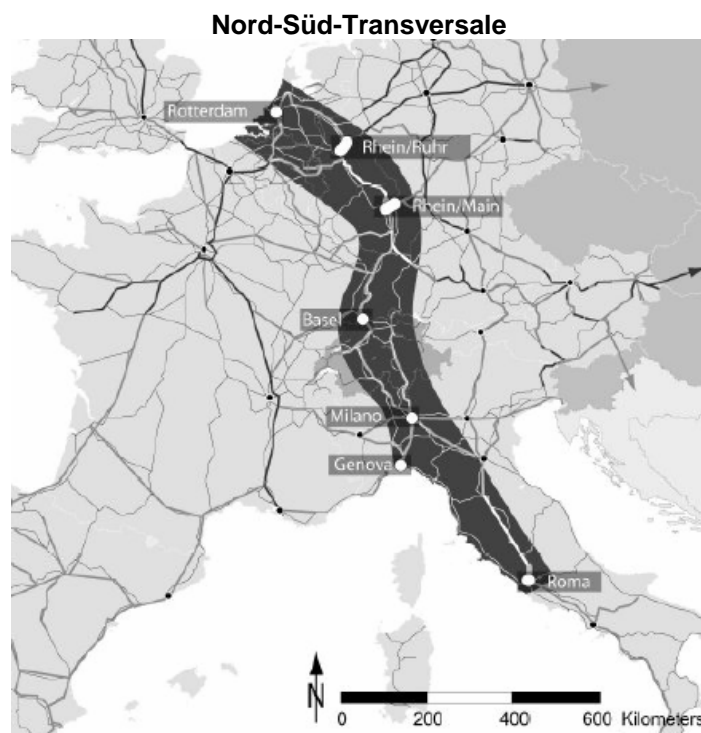 Nord-Süd-Transversale
Rotterdam
Rhein/Ruhr
Rhein/Main
Basel
Milano
Genova
Roma
N
0 200 400 600 Kilometers